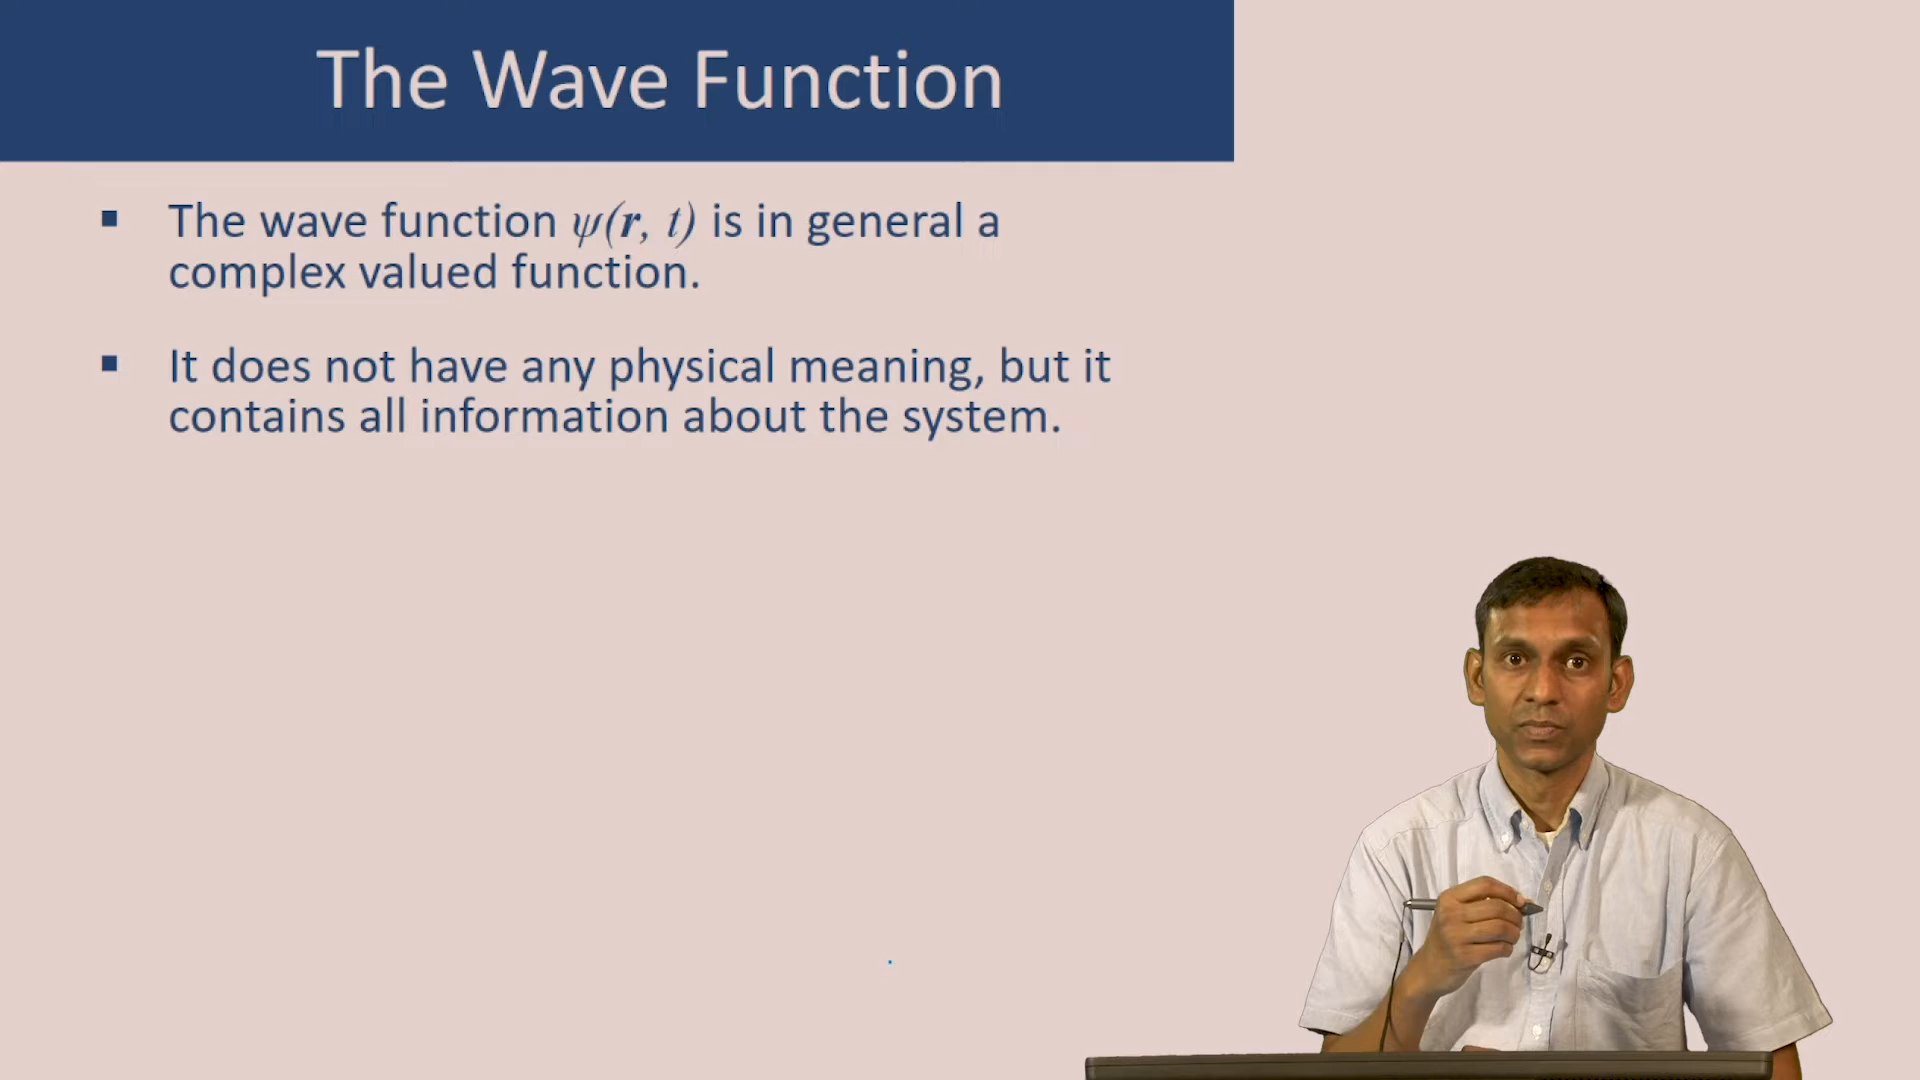 The Wave Function
▪ The wave function ψ(r, t) is in general a
complex valued function.
▪ It does not have any physical meaning, but it
contains all information about the system.